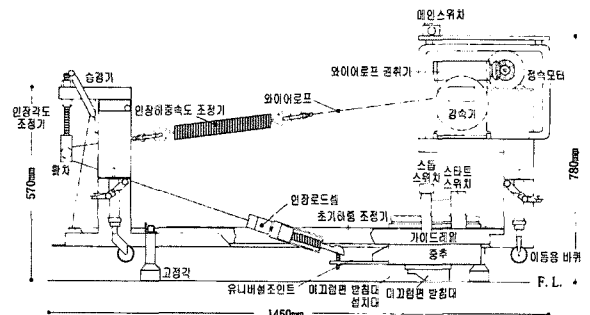 메인스위치
승경기
와이어로프 권취기
정속모터
와이어로프
인장각도
조정기
인장하중속도 조정기
감속기
활차
스톱
스위치
스타트
스위치
570mm
780mm
인장로드셀
초기하렴 조정기
가이드레일
중추
이동용 바퀴
고정각
유니버셜조인트
미끄럼편 받침대
설치대
미끄럼편 받침대
F. L.
1460mm